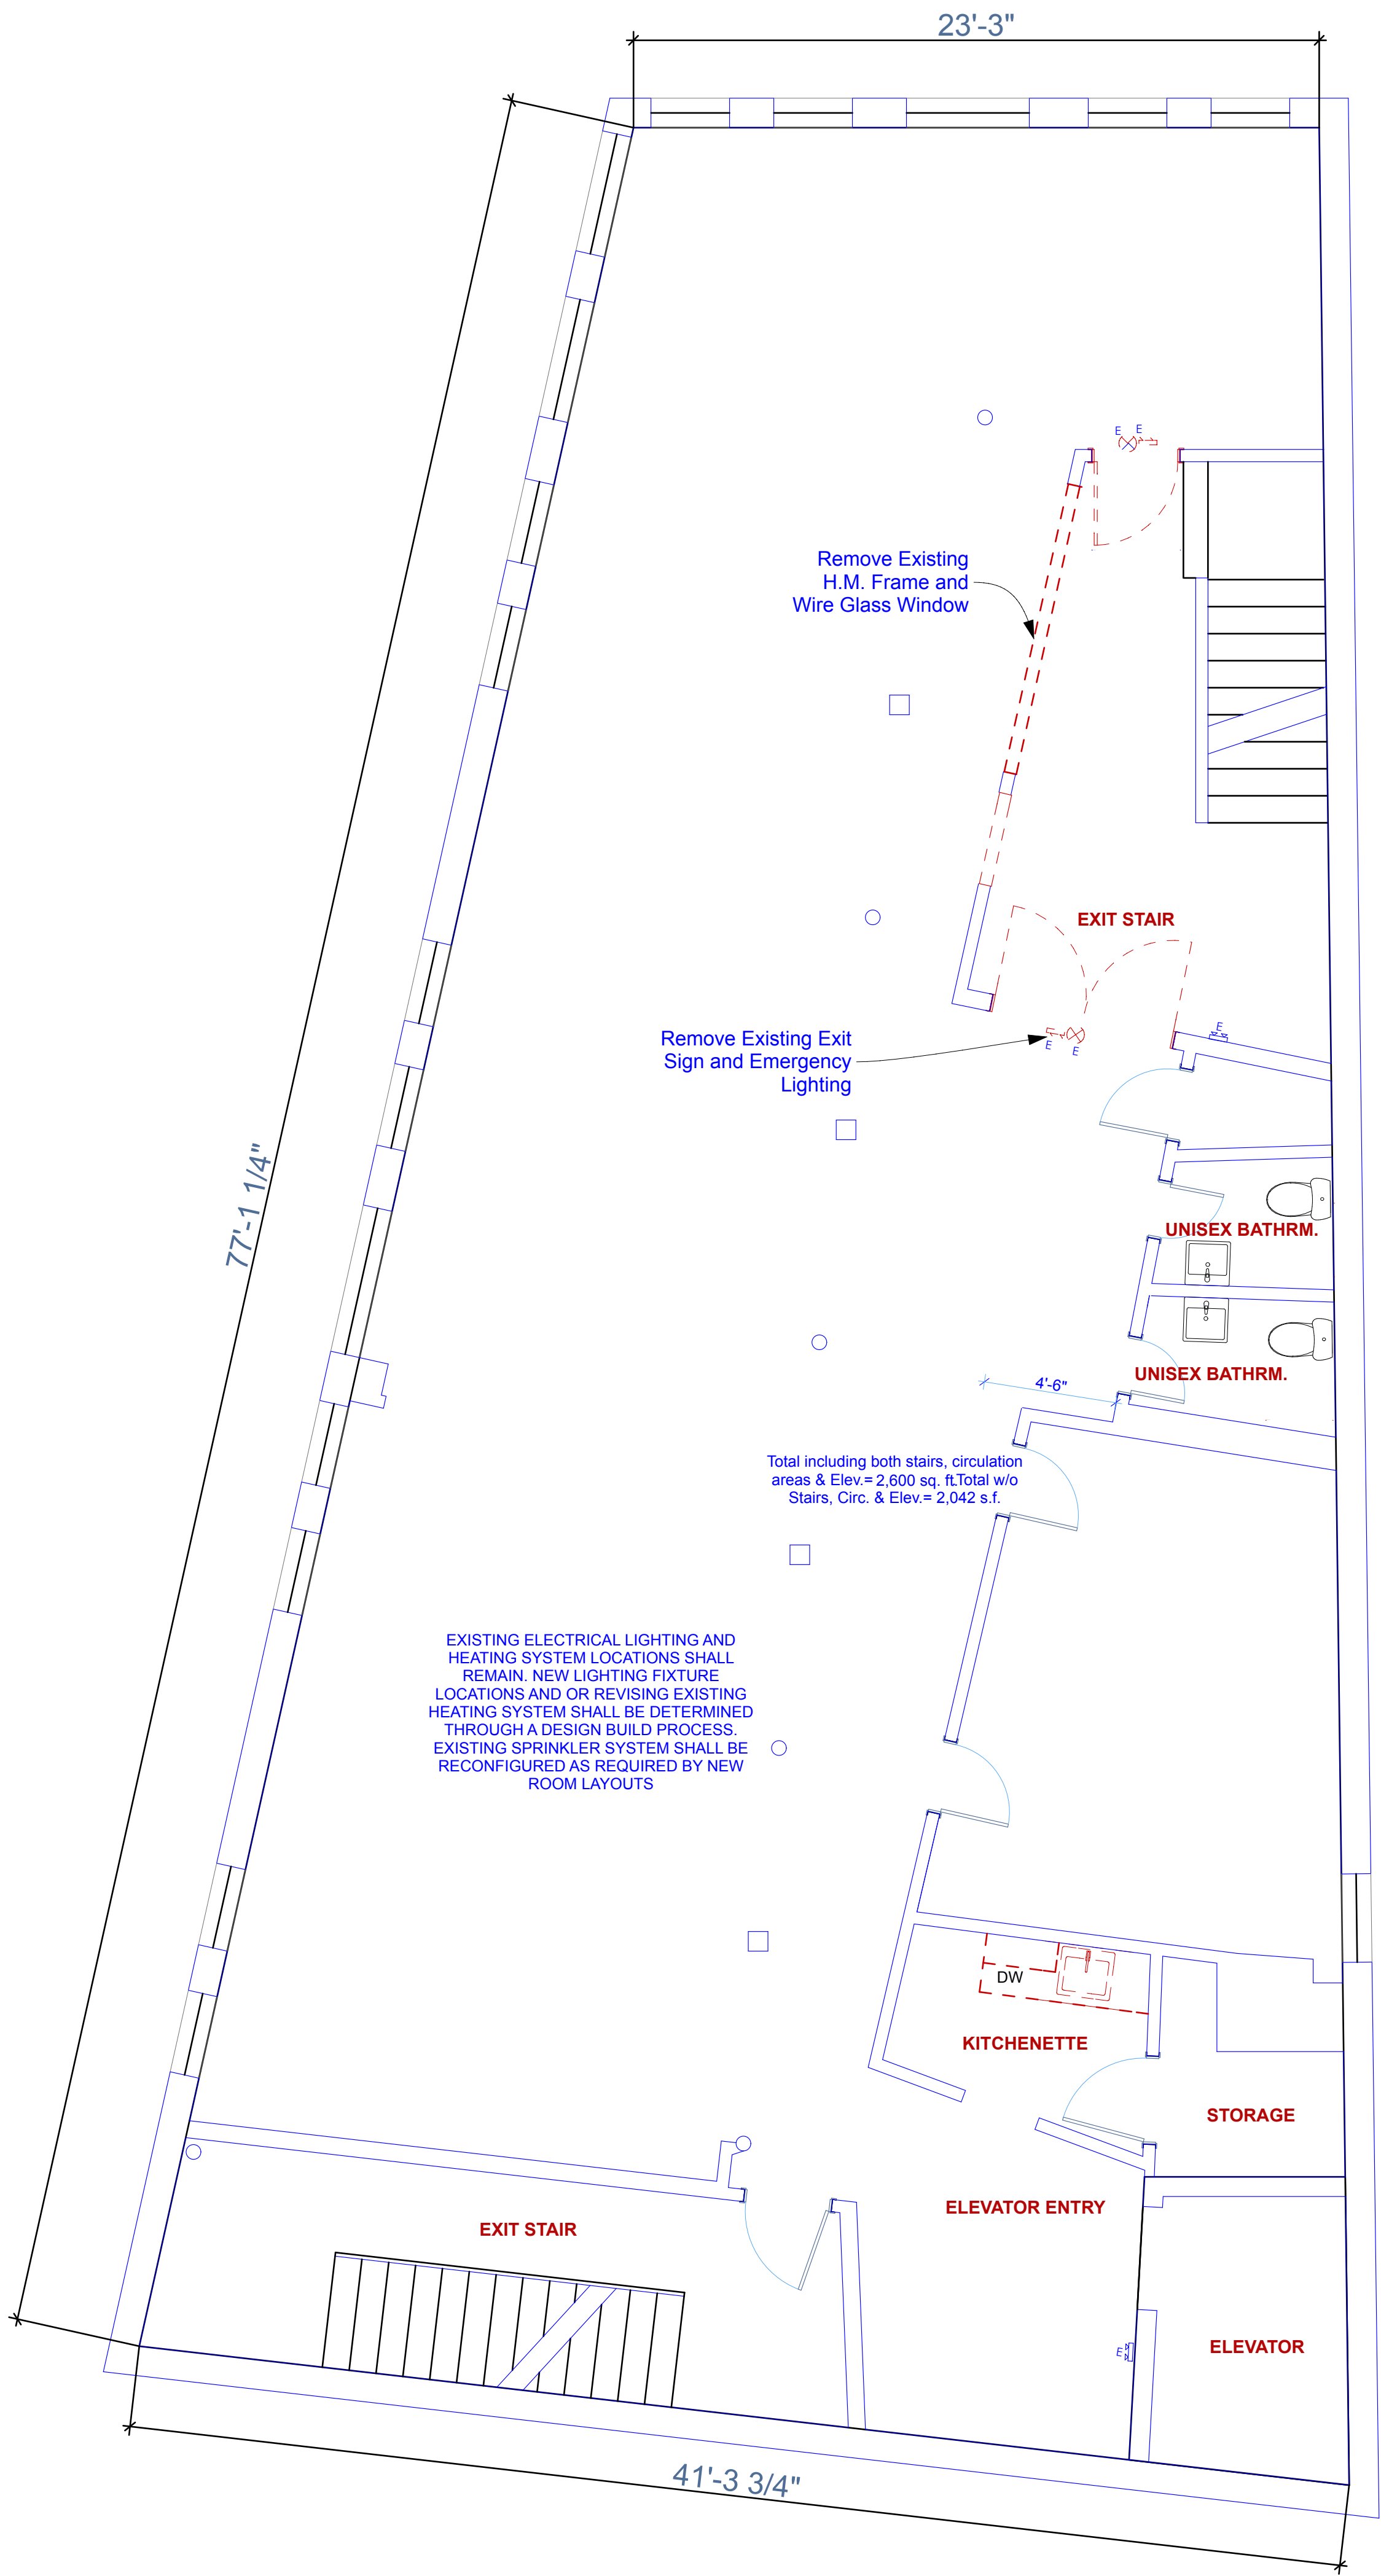 23'-3"
E E
Remove Existing
H.M. Frame and
Wire Glass Window
EXIT STAIR
E
Remove Existing Exit
Sign and Emergency
Lighting
E E
77'-1 1/4"
UNISEX BATHRM.
UNISEX BATHRM.
4'-6"
Total including both stairs, circulation
areas & Elev.= 2,600 sq. ft.Total w/o
Stairs, Circ. & Elev.= 2,042 s.f.
EXISTING ELECTRICAL LIGHTING AND
HEATING SYSTEM LOCATIONS SHALL
REMAIN. NEW LIGHTING FIXTURE
LOCATIONS AND OR REVISING EXISTING
HEATING SYSTEM SHALL BE DETERMINED
THROUGH A DESIGN BUILD PROCESS.
EXISTING SPRINKLER SYSTEM SHALL BE
RECONFIGURED AS REQUIRED BY NEW
ROOM LAYOUTS
DW
KITCHENETTE
STORAGE
ELEVATOR ENTRY
EXIT STAIR
ELEVATOR
E
41'-3 3/4"